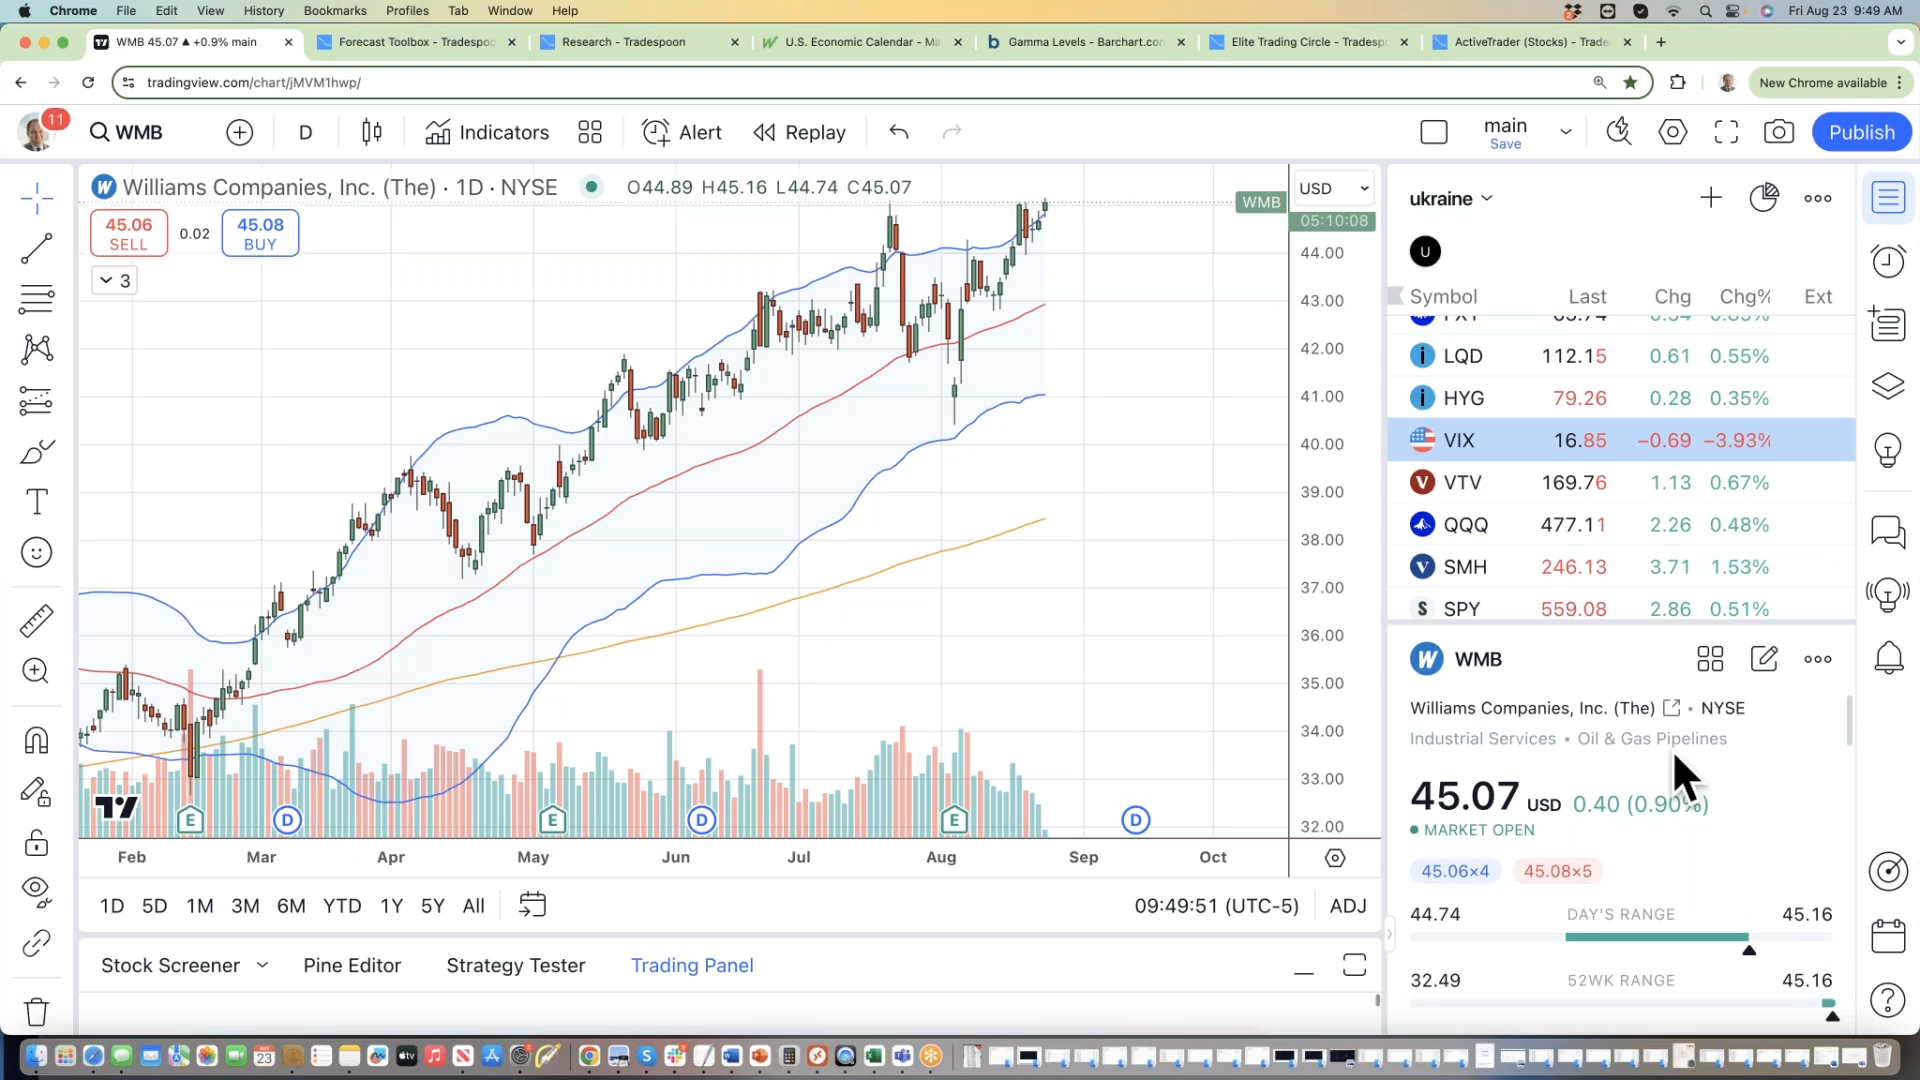 Chrome File Edit View History Bookmarks Profiles Tab Window Help Fri Aug 23 9:49 AM
WMB 45.07 ▲ +0.9% main
Forecast Toolbox - Tradespoo
Research - Tradespoon
U.S. Economic Calendar - Ma
Gamma Levels - Barchart.com
Elite Trading Circle - Tradesp
ActiveTrader (Stocks) - Trade
tradingview.com/chart/jMVM1hwp/
New Chrome available
11
WMB
D
Indicators
Alert
Replay
main
Save
Publish
Williams Companies, Inc. (The) · 1D · NYSE
O44.89 H45.16 L44.74 C45.07
45.06
SELL
0.02
45.08
BUY
3
USD
WMB
05:10:08
44.00
43.00
42.00
41.00
40.00
39.00
38.00
37.00
36.00
35.00
34.00
33.00
32.00
E D E D E D
Feb Mar Apr May Jun Jul Aug Sep Oct
1D 5D 1M 3M 6M YTD 1Y 5Y All
09:49:51 (UTC-5) ADJ
Stock Screener Pine Editor Strategy Tester Trading Panel
ukraine
U
Symbol Last Chg Chg% Ext
LQD 112.15 0.61 0.55%
HYG 79.26 0.28 0.35%
VIX 16.85 −0.69 −3.93%
VTV 169.76 1.13 0.67%
QQQ 477.11 2.26 0.48%
SMH 246.13 3.71 1.53%
SPY 559.08 2.86 0.51%
WMB
Williams Companies, Inc. (The) • NYSE
Industrial Services • Oil & Gas Pipelines
45.07 USD 0.40 (0.90%)
MARKET OPEN
45.06×4 45.08×5
44.74 DAY'S RANGE 45.16
32.49 52WK RANGE 45.16